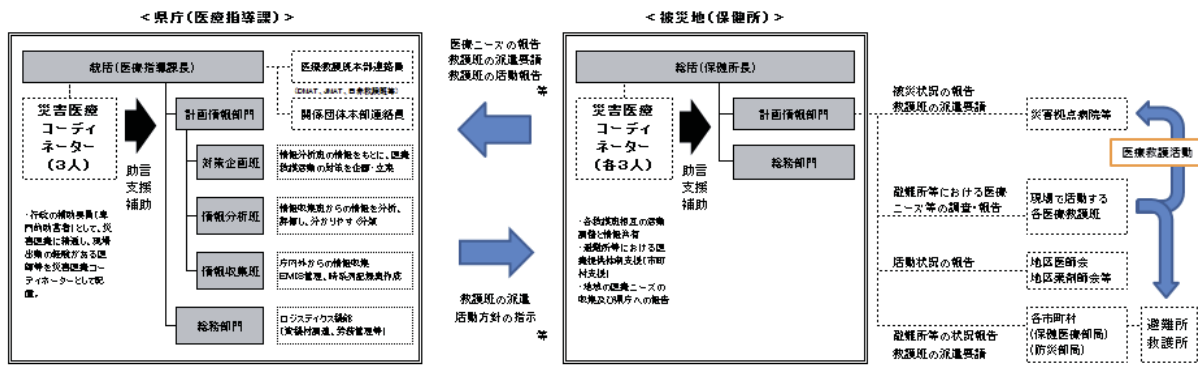 ＜県庁(医療指導課)＞
統括(医療指導課長)
医療救護班本部連絡員
(DMAT、JMAT、日赤救護班等)
関係団体本部連絡員
災害医療
コーディ
ネーター
(3人)
助言
支援
補助
計画情報部門
対策企画班
情報分析班の情報をもとに、医療
救護活動の対策を企画・立案
情報分析班
情報収集班からの情報を分析、
評価し、分かりやすく分類
情報収集班
庁内外からの情報収集
EMIS管理、時系列記録票作成
総務部門
ロジスティクス
(資機材調達、労務管理等)
・行政の補助要員(専
門的助言者)として、災
害医療に精通し、現場
出動の経験がある医
師等を災害医療コー
ディネーターとして配
置。
医療ニーズの報告
救護班の派遣要請
救護班の活動報告
等
救護班の派遣
活動方針の指示
等
＜被災地(保健所)＞
総括(保健所長)
災害医療
コーディ
ネーター
(各3人)
助言
支援
補助
計画情報部門
総務部門
・各救護班相互の活動
調整と情報共有
・避難所等における医
療提供体制支援(市町
村支援)
・地域の医療ニーズの
収集及び県庁への報告
被災状況の報告
救護班の派遣要請
災害拠点病院等
医療救護活動
避難所等における医療
ニーズ等の調査・報告
現場で活動する
各医療救護班
活動状況の報告
地区医師会
地区薬剤師会等
避難所等の状況報告
救護班の派遣要請
各市町村
(保健医療部局)
(防災部局)
避難所
救護所